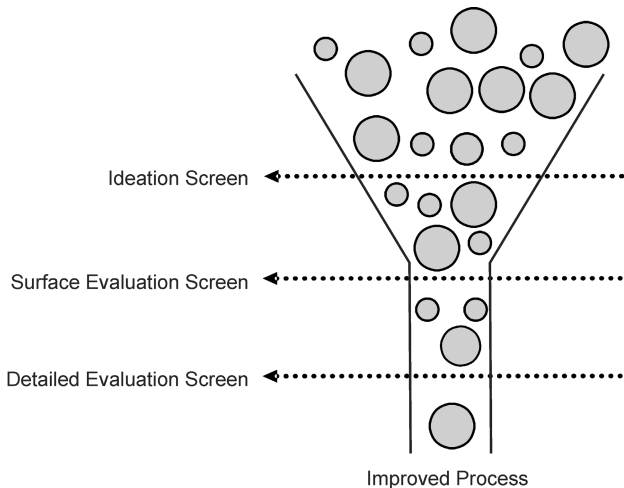 Ideation Screen
Surface Evaluation Screen
Detailed Evaluation Screen
Improved Process